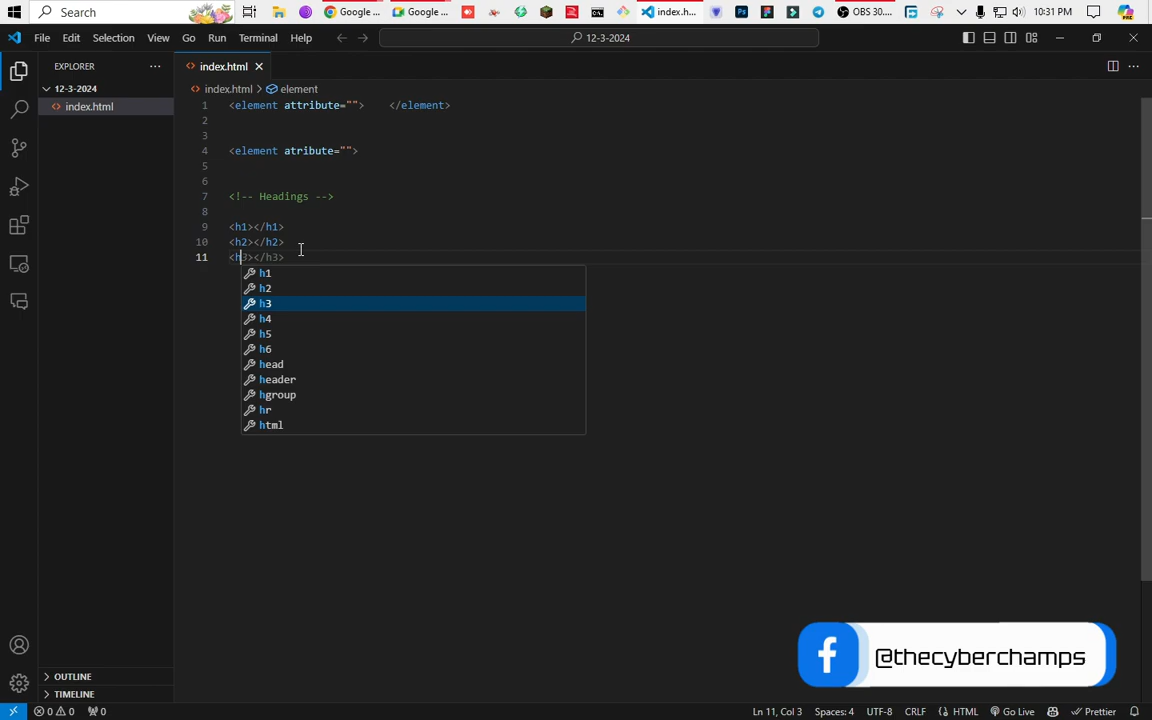 Search
Google ...
Google ...
index.h...
OBS 30....
10:31 PM
File Edit Selection View Go Run Terminal Help
12-3-2024
EXPLORER
index.html
12-3-2024
index.html > element
index.html
1 <element attribute=""> </element>
2
3
4 <element atribute="">
5
6
7 <!-- Headings -->
8
9 <h1></h1>
10 <h2></h2>
11 <h3></h3>
h1
h2
h3
h4
h5
h6
head
header
hgroup
hr
html
@thecyberchamps
OUTLINE
TIMELINE
0 0 0 Ln 11, Col 3 Spaces: 4 UTF-8 CRLF {} HTML Go Live Prettier